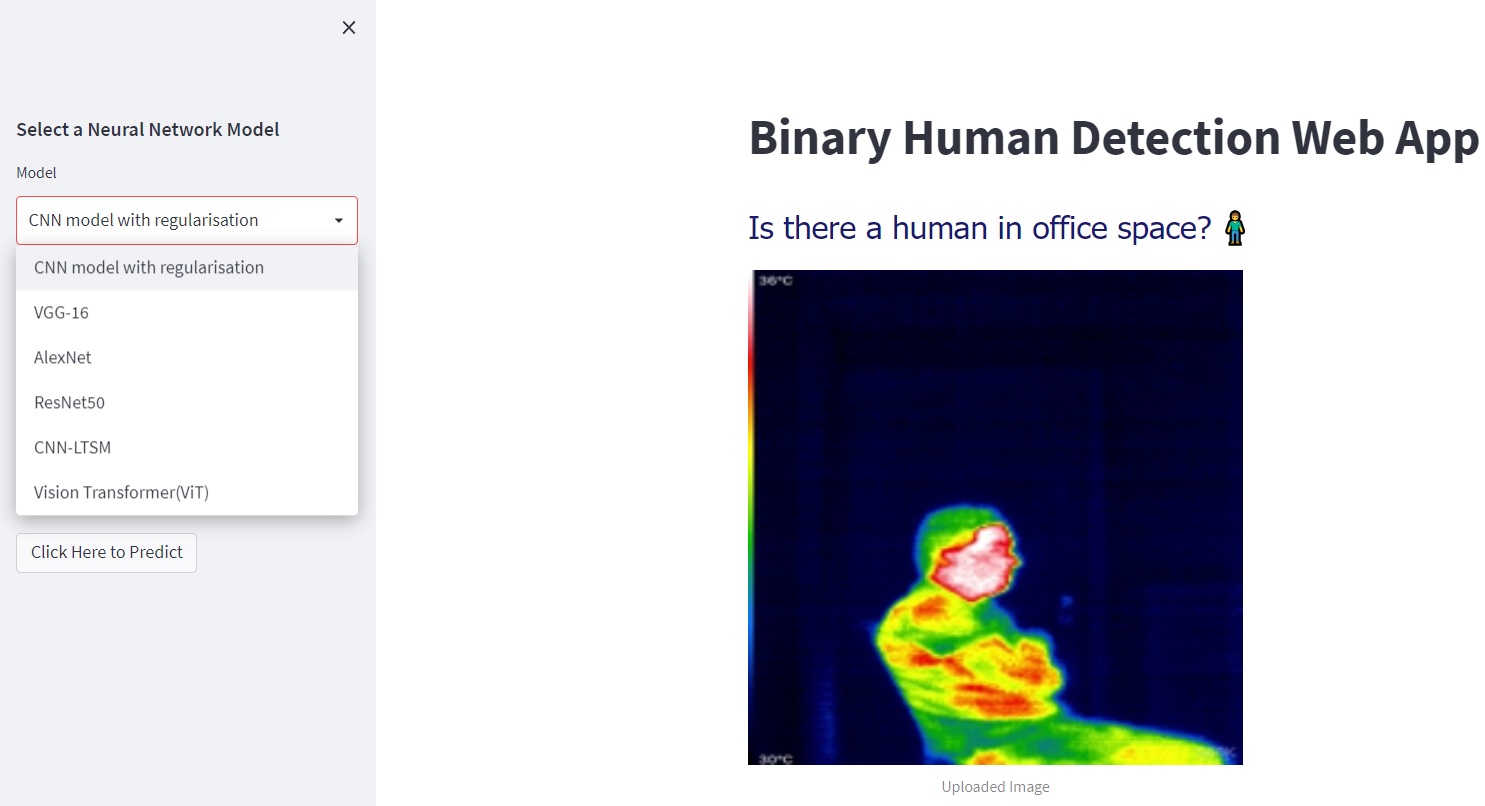 Select a Neural Network Model
Model
CNN model with regularisation
CNN model with regularisation
VGG-16
AlexNet
ResNet50
CNN-LTSM
Vision Transformer(ViT)
Click Here to Predict
Binary Human Detection Web App
Is there a human in office space?
36°C
30°C
Uploaded Image